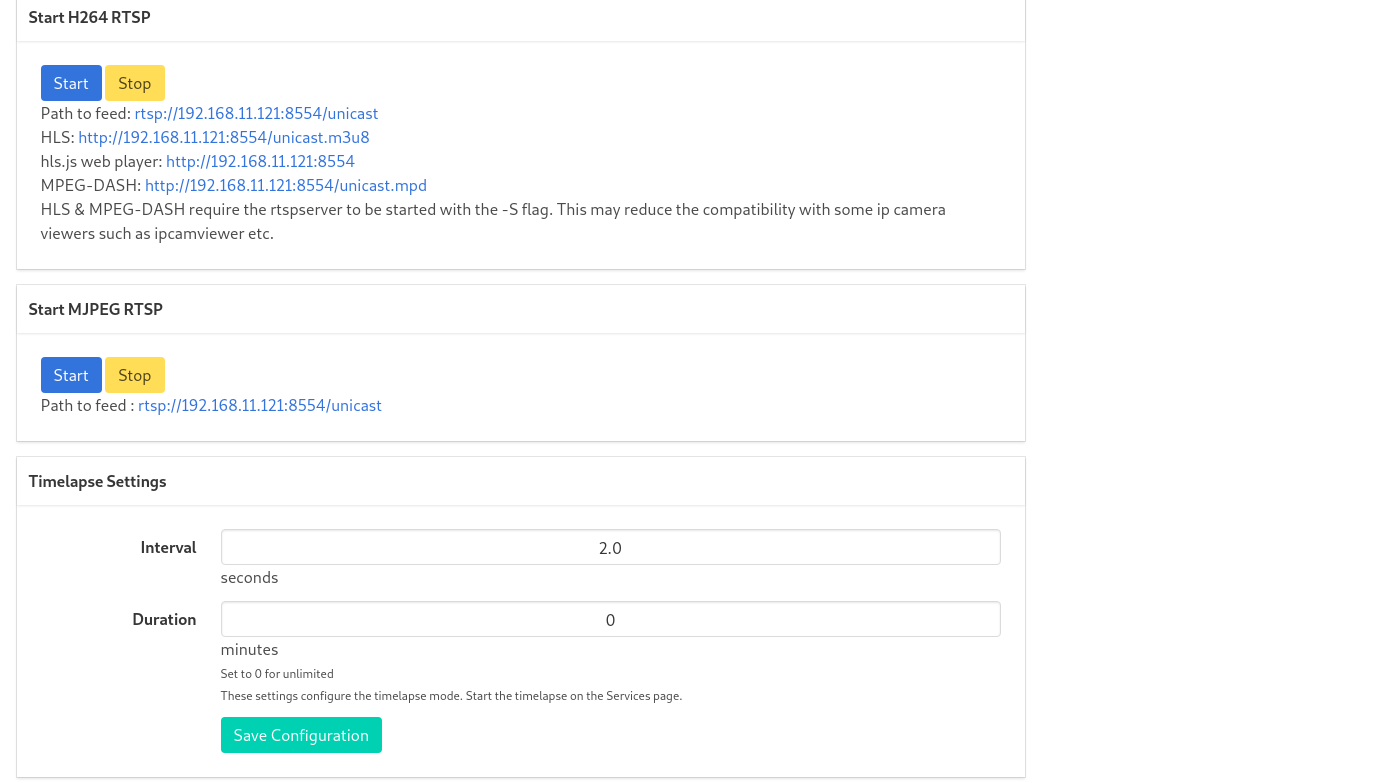 Start H264 RTSP
Start Stop
Path to feed: rtsp://192.168.11.121:8554/unicast
HLS: http://192.168.11.121:8554/unicast.m3u8
hls.js web player: http://192.168.11.121:8554
MPEG-DASH: http://192.168.11.121:8554/unicast.mpd
HLS & MPEG-DASH require the rtspserver to be started with the -S flag. This may reduce the compatibility with some ip camera
viewers such as ipcamviewer etc.
Start MJPEG RTSP
Start Stop
Path to feed : rtsp://192.168.11.121:8554/unicast
Timelapse Settings
Interval 2.0
seconds
Duration 0
minutes
Set to 0 for unlimited
These settings configure the timelapse mode. Start the timelapse on the Services page.
Save Configuration